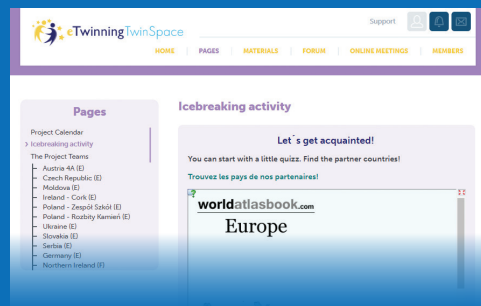 Support
eTwinningTwinSpace
HOME PAGES MATERIALS FORUM ONLINE MEETINGS MEMBERS
Pages
Project Calendar
> Icebreaking activity
The Project Teams
Austria 4A (E)
Czech Republic (E)
Moldova (E)
Ireland - Cork (E)
Poland - Zespół Szkół (E)
Poland - Rozbity Kamień (E)
Ukraine (E)
Slovakia (E)
Serbia (E)
Germany (E)
Northern Ireland (E)
Icebreaking activity
Let´s get acquainted!
You can start with a little quizz. Find the partner countries!
Trouvez les pays de nos partenaires!
worldatlasbook.com
Europe